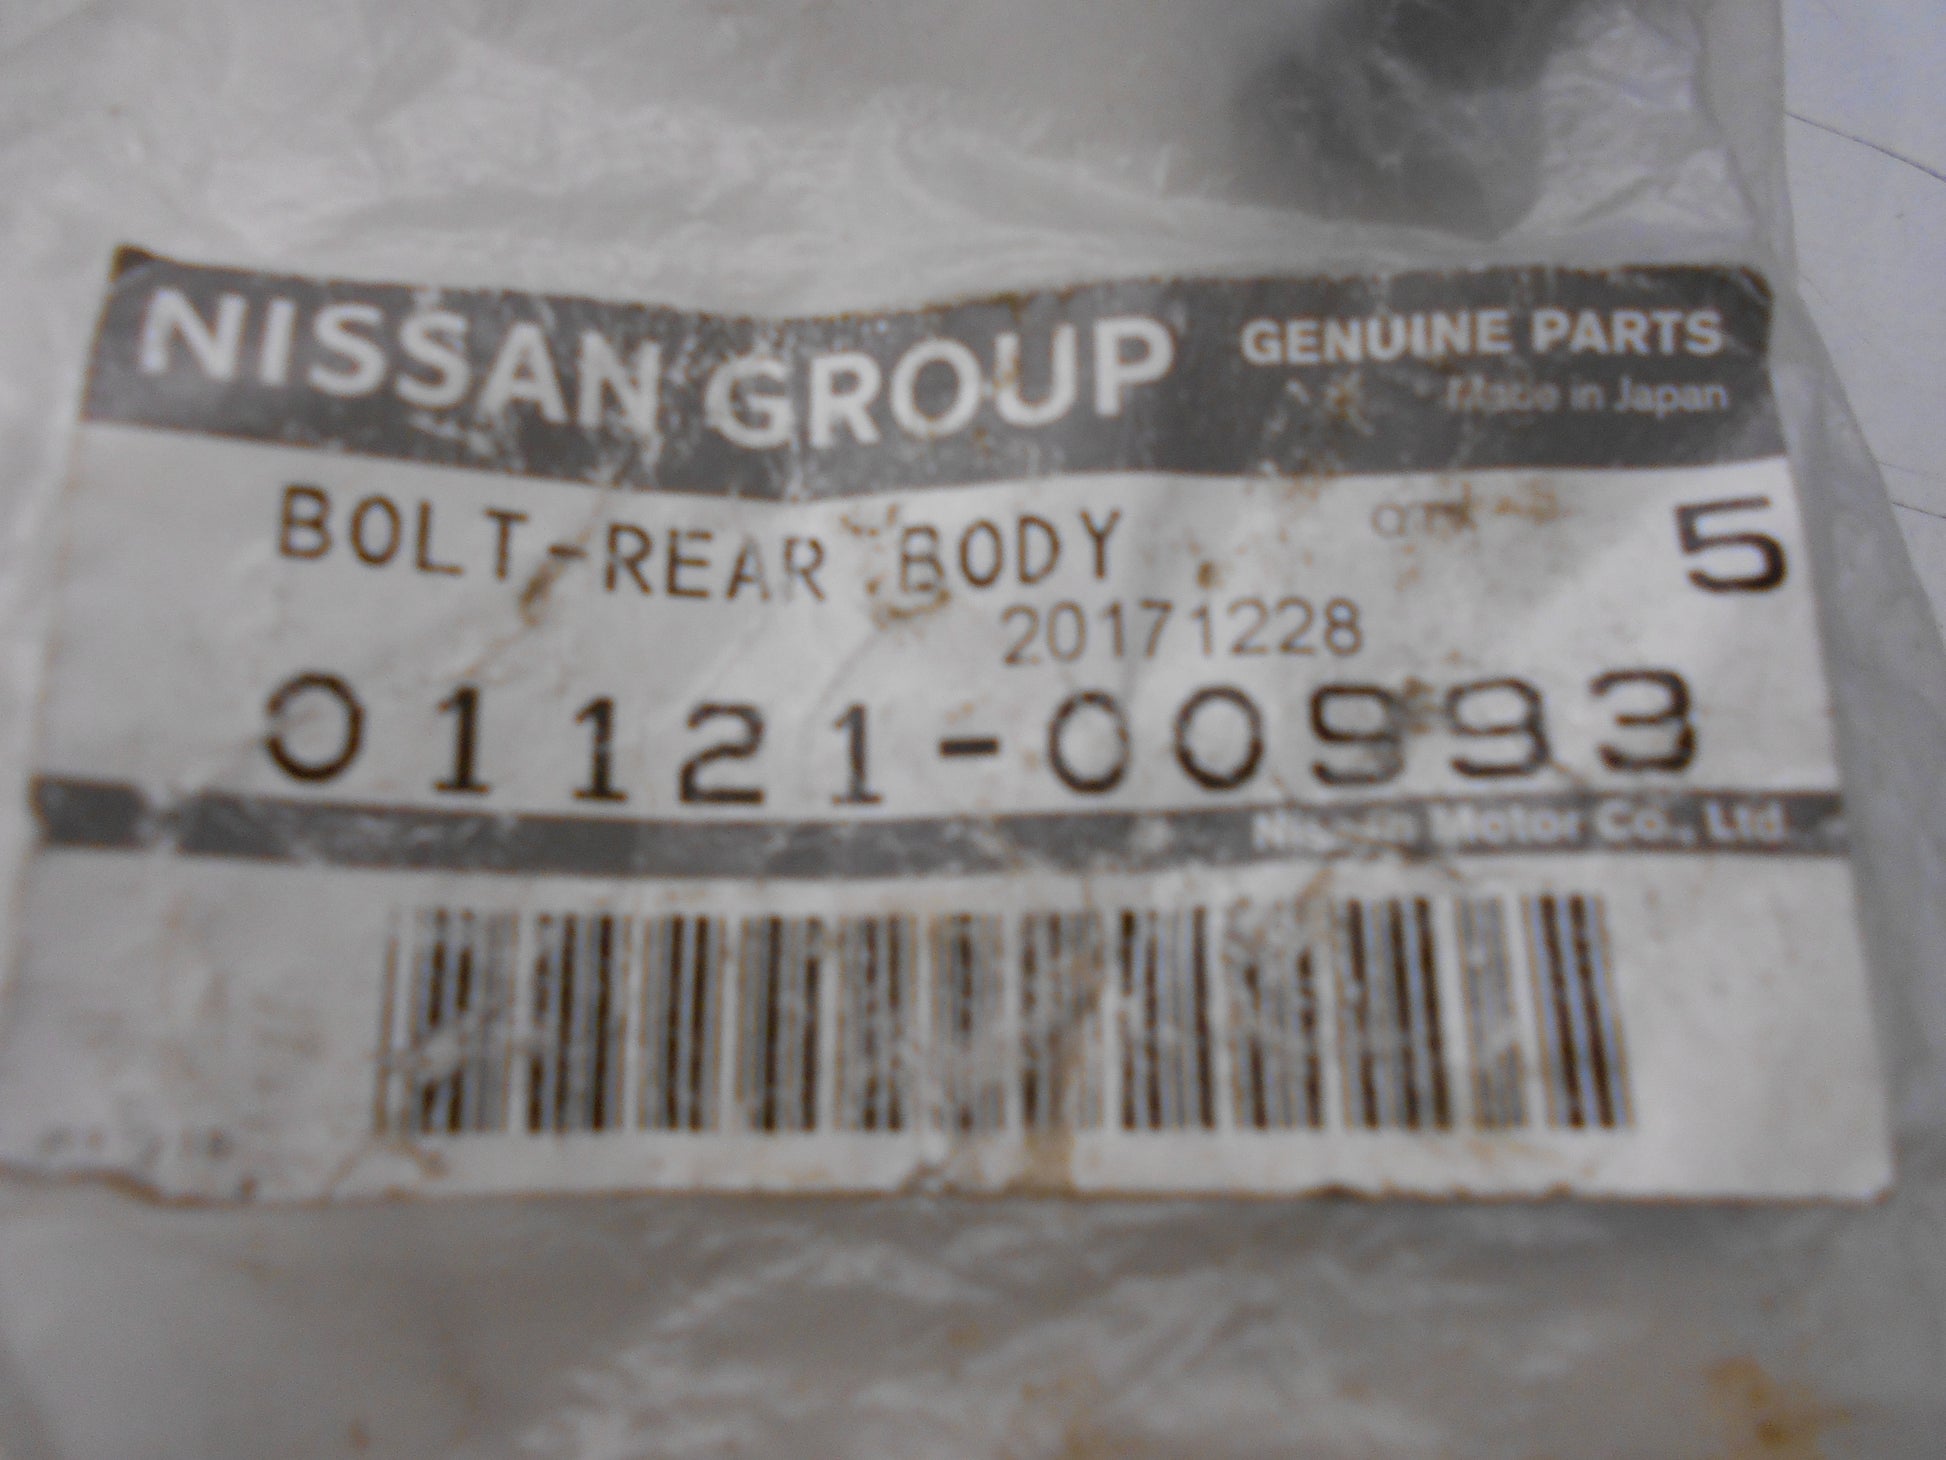 NISSAN GROUP GENUINE PARTS
Made in Japan
BOLT-REAR BODY 5
20171228
01121-00993
Nissan Motor Co., Ltd.